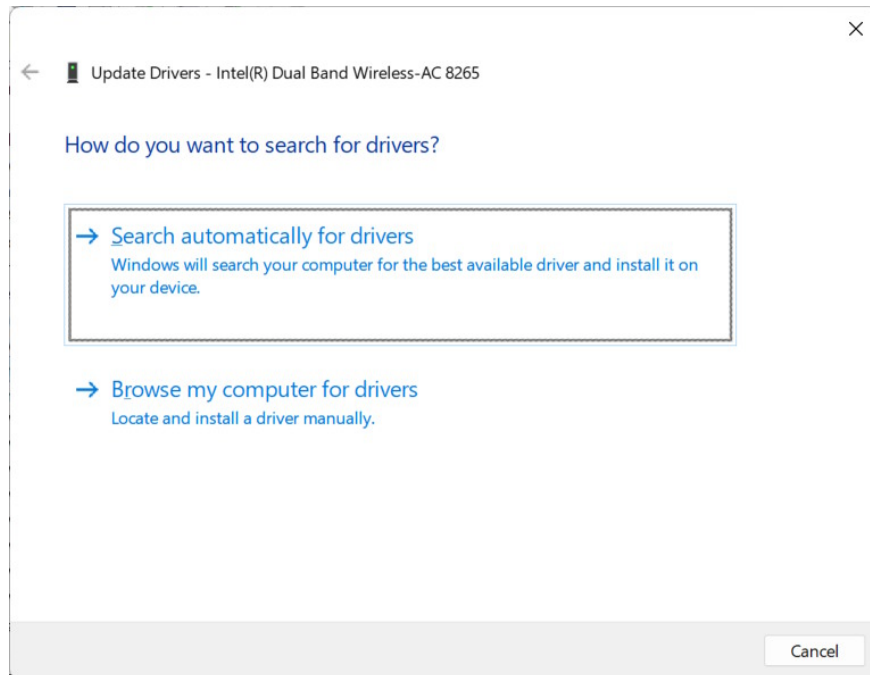 Update Drivers - Intel(R) Dual Band Wireless-AC 8265
How do you want to search for drivers?
Search automatically for drivers
Windows will search your computer for the best available driver and install it on
your device.
Browse my computer for drivers
Locate and install a driver manually.
Cancel